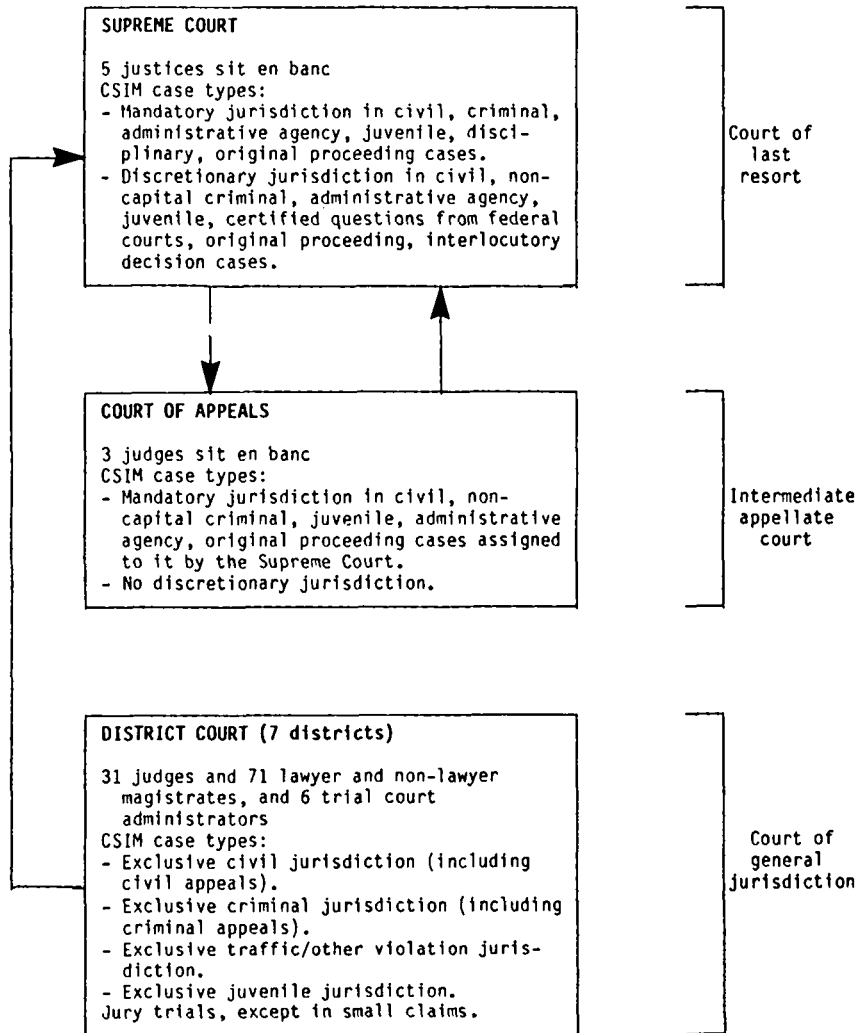 SUPREME COURT
5 justices sit en banc
CSIM case types:
- Mandatory jurisdiction in civil, criminal,
administrative agency, juvenile, disci-
plinary, original proceeding cases.
- Discretionary jurisdiction in civil, non-
capital criminal, administrative agency,
juvenile, certified questions from federal
courts, original proceeding, interlocutory
decision cases.
Court of
last
resort
COURT OF APPEALS
3 judges sit en banc
CSIM case types:
- Mandatory jurisdiction in civil, non-
capital criminal, juvenile, administrative
agency, original proceeding cases assigned
to it by the Supreme Court.
- No discretionary jurisdiction.
Intermediate
appellate
court
DISTRICT COURT (7 districts)
31 judges and 71 lawyer and non-lawyer
magistrates, and 6 trial court
administrators
CSIM case types:
- Exclusive civil jurisdiction (including
civil appeals).
- Exclusive criminal jurisdiction (including
criminal appeals).
- Exclusive traffic/other violation juris-
diction.
- Exclusive juvenile jurisdiction.
Jury trials, except in small claims.
Court of
general
jurisdiction